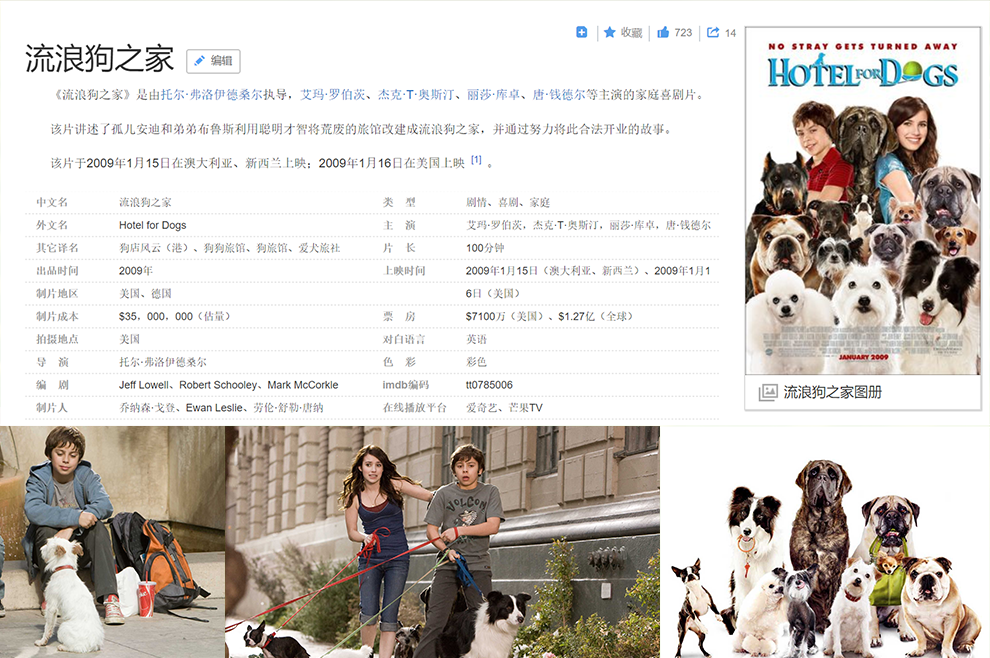 收藏 723 14
流浪狗之家 编辑
《流浪狗之家》是由托尔·弗洛伊德桑尔执导，艾玛·罗伯茨、杰克·T·奥斯汀、丽莎·库卓、唐·钱德尔等主演的家庭喜剧片。
该片讲述了孤儿安迪和弟弟布鲁斯利用聪明才智将荒废的旅馆改建成流浪狗之家，并通过努力将此合法开业的故事。
该片于2009年1月15日在澳大利亚、新西兰上映；2009年1月16日在美国上映 [1] 。
中文名 流浪狗之家 类 型 剧情、喜剧、家庭
外文名 Hotel for Dogs 主 演 艾玛·罗伯茨，杰克·T·奥斯汀，丽莎·库卓，唐·钱德尔
其它译名 狗店风云（港）、狗狗旅馆、狗旅馆、爱犬旅社 片 长 100分钟
出品时间 2009年 上映时间 2009年1月15日（澳大利亚、新西兰）、2009年1月1
制片地区 美国、德国 6日（美国）
制片成本 $35，000，000（估量） 票 房 $7100万（美国）、$1.27亿（全球）
拍摄地点 美国 对白语言 英语
导 演 托尔·弗洛伊德桑尔 色 彩 彩色
编 剧 Jeff Lowell、Robert Schooley、Mark McCorkle imdb编码 tt0785006
制片人 乔纳森·戈登、Ewan Leslie、劳伦·舒勒·唐纳 在线播放平台 爱奇艺、芒果TV
NO STRAY GETS TURNED AWAY
HOTEL FOR DOGS
JANUARY 2009
流浪狗之家图册
VOLCOM